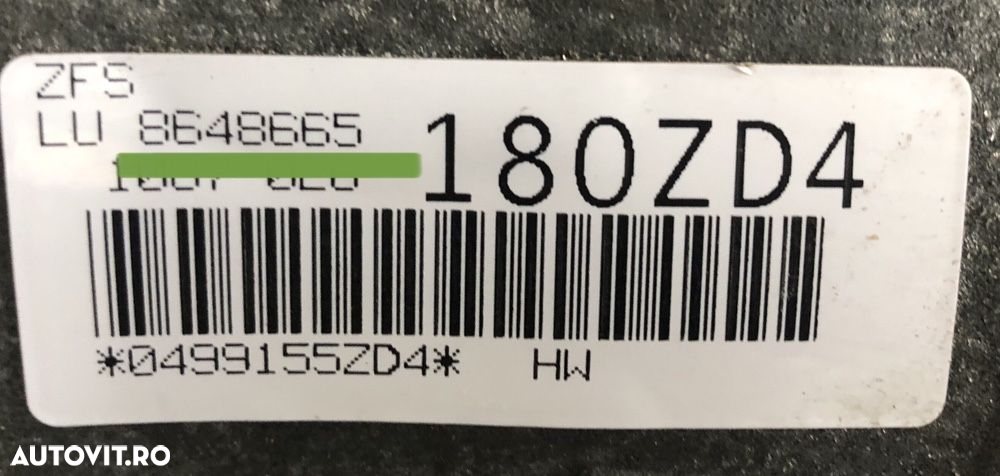 ZFS
LU 8648665
180ZD4
*0499155ZD4* HW
AUTOVIT.RO